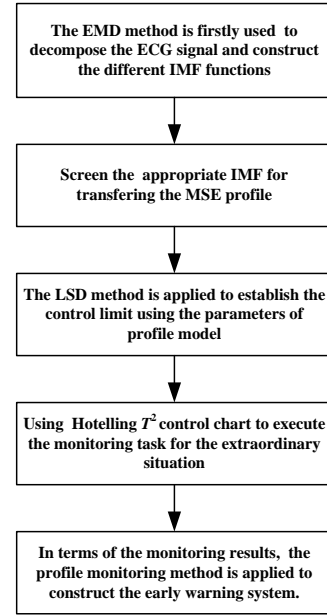 The EMD method is firstly used to
decompose the ECG signal and construct
the different IMF functions
Screen the appropriate IMF for
transfering the MSE profile
The LSD method is applied to establish the
control limit using the parameters of
profile model
Using Hotelling T² control chart to execute
the monitoring task for the extraordinary
situation
In terms of the monitoring results, the
profile monitoring method is applied to
construct the early warning system.